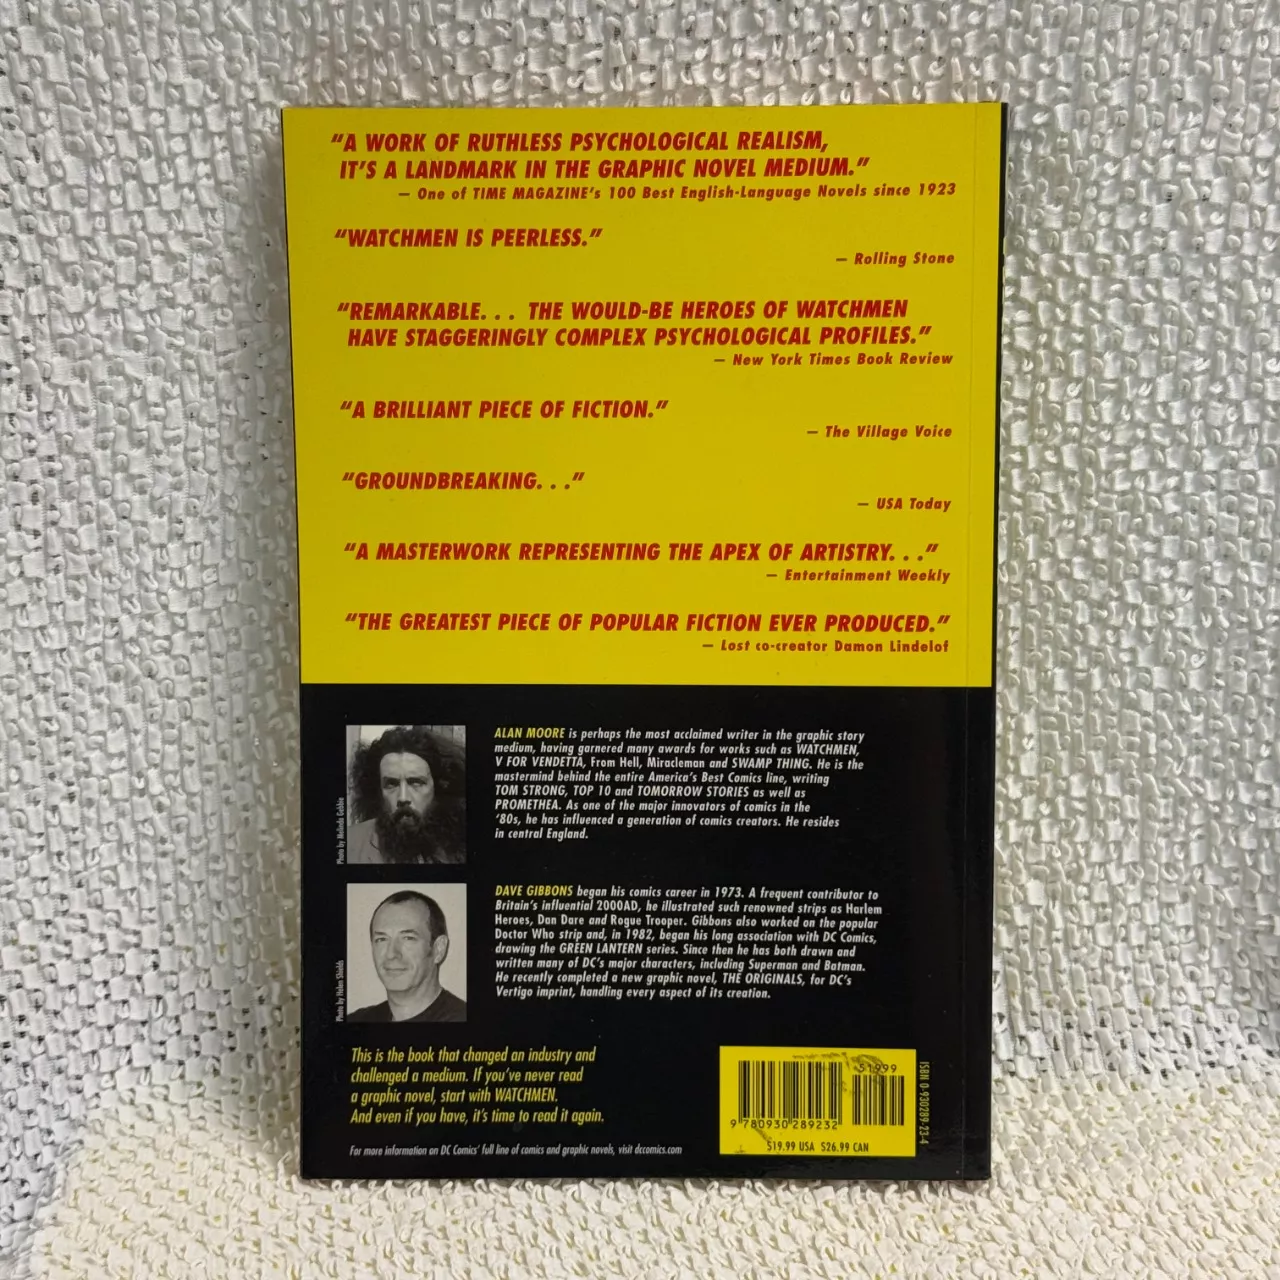 “A WORK OF RUTHLESS PSYCHOLOGICAL REALISM,
IT’S A LANDMARK IN THE GRAPHIC NOVEL MEDIUM.”
– One of TIME MAGAZINE’s 100 Best English-Language Novels since 1923
“WATCHMEN IS PEERLESS.”
– Rolling Stone
“REMARKABLE. . . THE WOULD-BE HEROES OF WATCHMEN
HAVE STAGGERINGLY COMPLEX PSYCHOLOGICAL PROFILES.”
– New York Times Book Review
“A BRILLIANT PIECE OF FICTION.”
– The Village Voice
“GROUNDBREAKING. . .”
– USA Today
“A MASTERWORK REPRESENTING THE APEX OF ARTISTRY. . .”
– Entertainment Weekly
“THE GREATEST PIECE OF POPULAR FICTION EVER PRODUCED.”
– Lost co-creator Damon Lindelof
Photo by Melinda Gebbie
ALAN MOORE is perhaps the most acclaimed writer in the graphic story
medium, having garnered many awards for works such as WATCHMEN,
V FOR VENDETTA, From Hell, Miracleman and SWAMP THING. He is the
mastermind behind the entire America’s Best Comics line, writing
TOM STRONG, TOP 10 and TOMORROW STORIES as well as
PROMETHEA. As one of the major innovators of comics in the
‘80s, he has influenced a generation of comics creators. He resides
in central England.
Photo by Helen Shields
DAVE GIBBONS began his comics career in 1973. A frequent contributor to
Britain’s influential 2000AD, he illustrated such renowned strips as Harlem
Heroes, Dan Dare and Rogue Trooper. Gibbons also worked on the popular
Doctor Who strip and, in 1982, began his long association with DC Comics,
drawing the GREEN LANTERN series. Since then he has both drawn and
written many of DC’s major characters, including Superman and Batman.
He recently completed a new graphic novel, THE ORIGINALS, for DC’s
Vertigo imprint, handling every aspect of its creation.
This is the book that changed an industry and
challenged a medium. If you’ve never read
a graphic novel, start with WATCHMEN.
And even if you have, it’s time to read it again.
For more information on DC Comics’ full line of comics and graphic novels, visit dccomics.com
51999
9 780930 289232
$19.99 USA $26.99 CAN
ISBN 0-930289-23-4